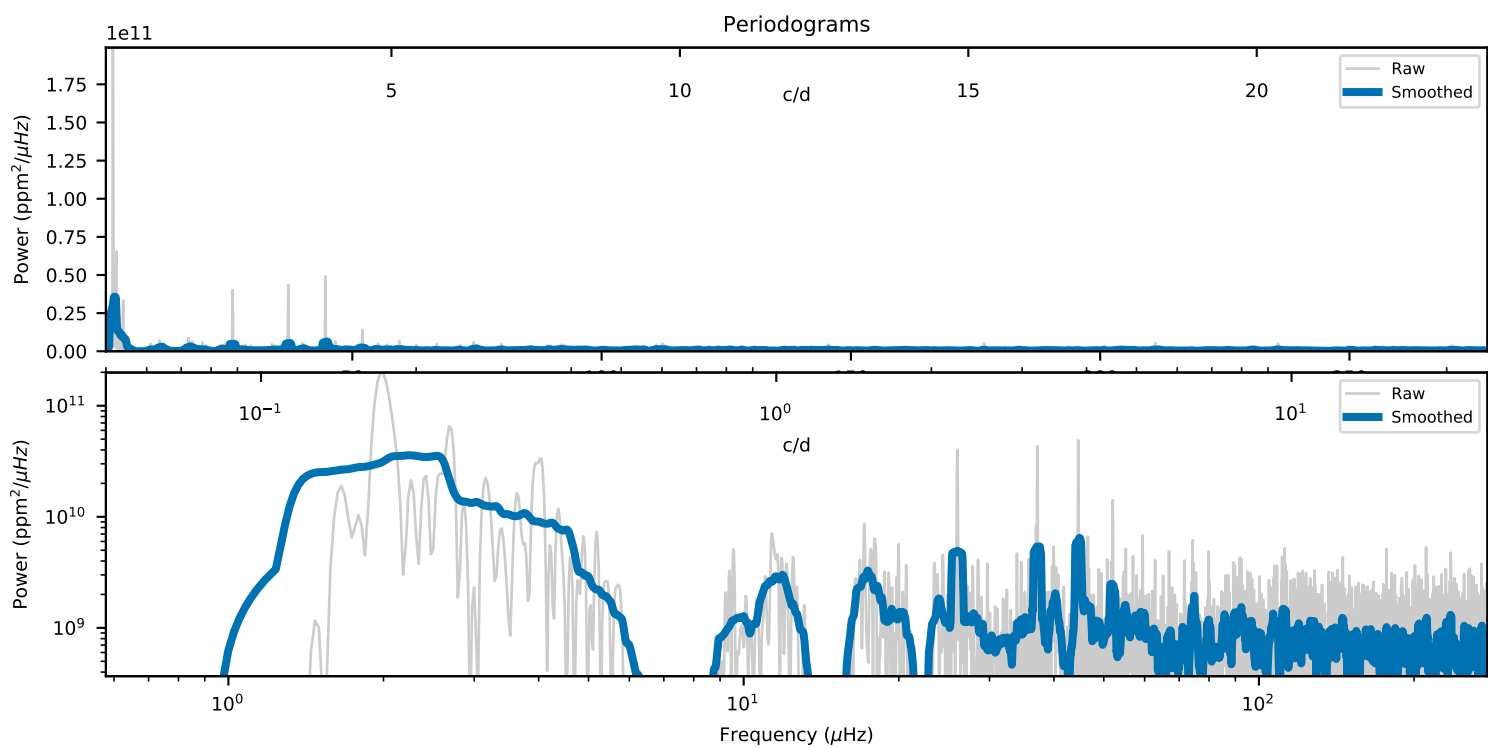 Periodograms
1e11
5 10 15 20
c/d
Raw
Smoothed
1.75
1.50
1.25
1.00
0.75
0.50
0.25
0.00
Power (ppm²/μHz)
10⁻¹ 10⁰ 10¹
c/d
Raw
Smoothed
10¹¹
10¹⁰
10⁹
Power (ppm²/μHz)
10⁰ 10¹ 10²
Frequency (μHz)